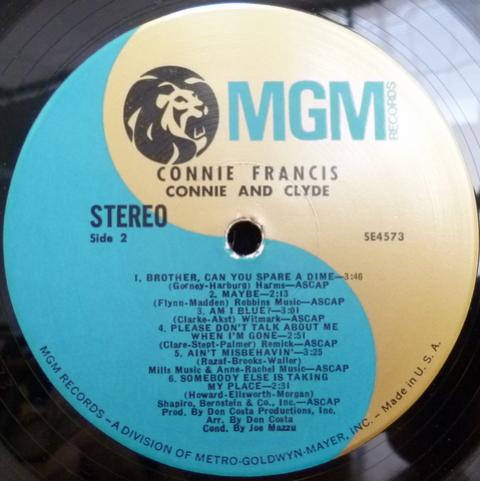 MGM
RECORDS
CONNIE FRANCIS
CONNIE AND CLYDE
STEREO
Side 2
SE4573
1. BROTHER, CAN YOU SPARE A DIME—3:46
(Gorney-Harburg) Harms—ASCAP
2. MAYBE—2:13
(Flynn-Madden) Robbins Music—ASCAP
3. AM I BLUE?—3:01
(Clarke-Akst) Witmark—ASCAP
4. PLEASE DON'T TALK ABOUT ME
WHEN I'M GONE—2:51
(Clare-Stept-Palmer) Remick—ASCAP
5. AIN'T MISBEHAVIN'—3:25
(Razaf-Brooks-Waller)
Mills Music & Anne-Rachel Music—ASCAP
6. SOMEBODY ELSE IS TAKING
MY PLACE—2:31
(Howard-Ellsworth-Morgan)
Shapiro, Bernstein & Co., Inc.—ASCAP
Prod. By Don Costa Productions, Inc.
Arr. By Don Costa
Cond. By Joe Mazzu
MGM RECORDS – A DIVISION OF METRO-GOLDWYN-MAYER, INC. – Made in U. S. A.